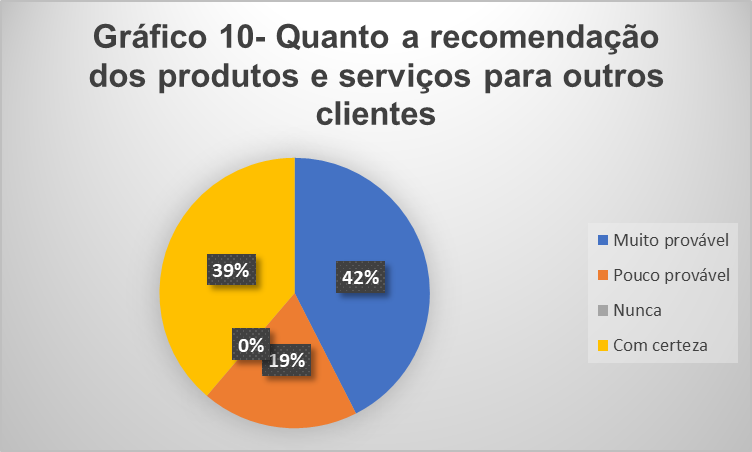 Gráfico 10- Quanto a recomendação
dos produtos e serviços para outros
clientes
42%
19%
0%
39%
Muito provável
Pouco provável
Nunca
Com certeza